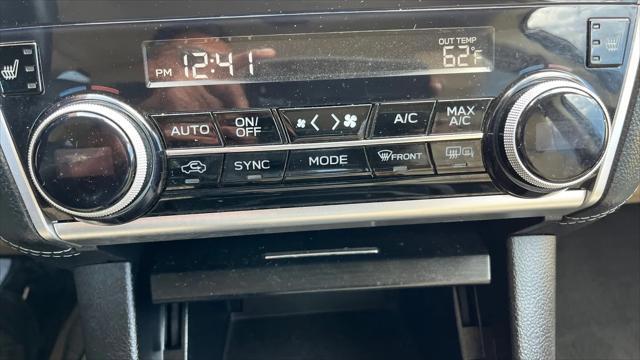 OUT TEMP
PM 12:41 62°F
AUTO ON/OFF A/C MAX A/C
SYNC MODE FRONT